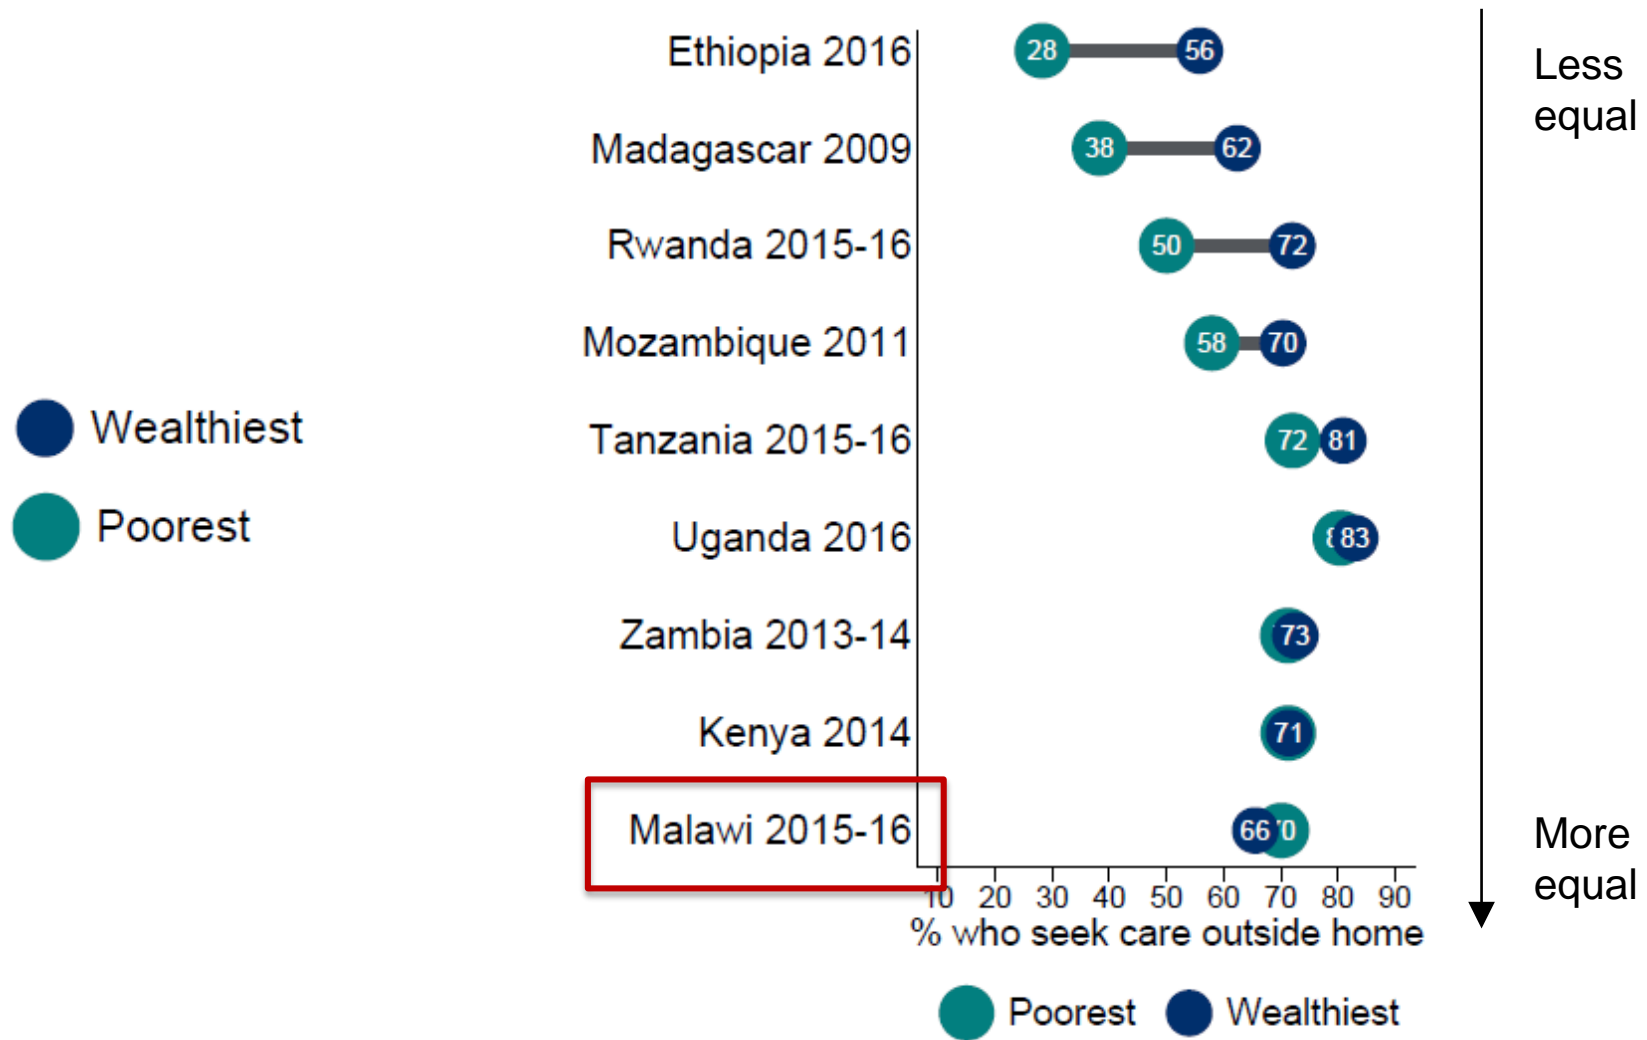 Ethiopia 2016 28 56
Less
equal
Madagascar 2009 38 62
Rwanda 2015-16 50 72
Mozambique 2011 58 70
Wealthiest
Tanzania 2015-16 72 81
Poorest
Uganda 2016 83
Zambia 2013-14 73
Kenya 2014 71
Malawi 2015-16 66 70
More
equal
10 20 30 40 50 60 70 80 90
% who seek care outside home
Poorest Wealthiest